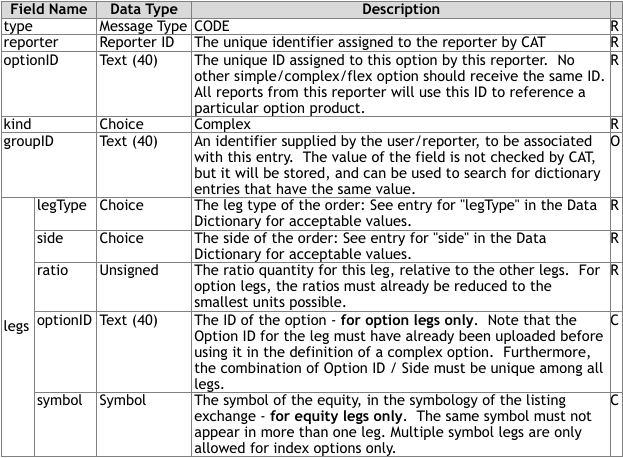 Field Name Data Type Description
type Message Type CODE R
reporter Reporter ID The unique identifier assigned to the reporter by CAT R
optionID Text (40) The unique ID assigned to this option by this reporter. No R
other simple/complex/flex option should receive the same ID.
All reports from this reporter will use this ID to reference a
particular option product.
kind Choice Complex R
groupID Text (40) An identifier supplied by the user/reporter, to be associated O
with this entry. The value of the field is not checked by CAT,
but it will be stored, and can be used to search for dictionary
entries that have the same value.
legs
legType Choice The leg type of the order: See entry for "legType" in the Data R
Dictionary for acceptable values.
side Choice The side of the order: See entry for "side" in the Data R
Dictionary for acceptable values.
ratio Unsigned The ratio quantity for this leg, relative to the other legs. For R
option legs, the ratios must already be reduced to the
smallest units possible.
optionID Text (40) The ID of the option - for option legs only. Note that the C
Option ID for the leg must have already been uploaded before
using it in the definition of a complex option. Furthermore,
the combination of Option ID / Side must be unique among all
legs.
symbol Symbol The symbol of the equity, in the symbology of the listing C
exchange - for equity legs only. The same symbol must not
appear in more than one leg. Multiple symbol legs are only
allowed for index options only.